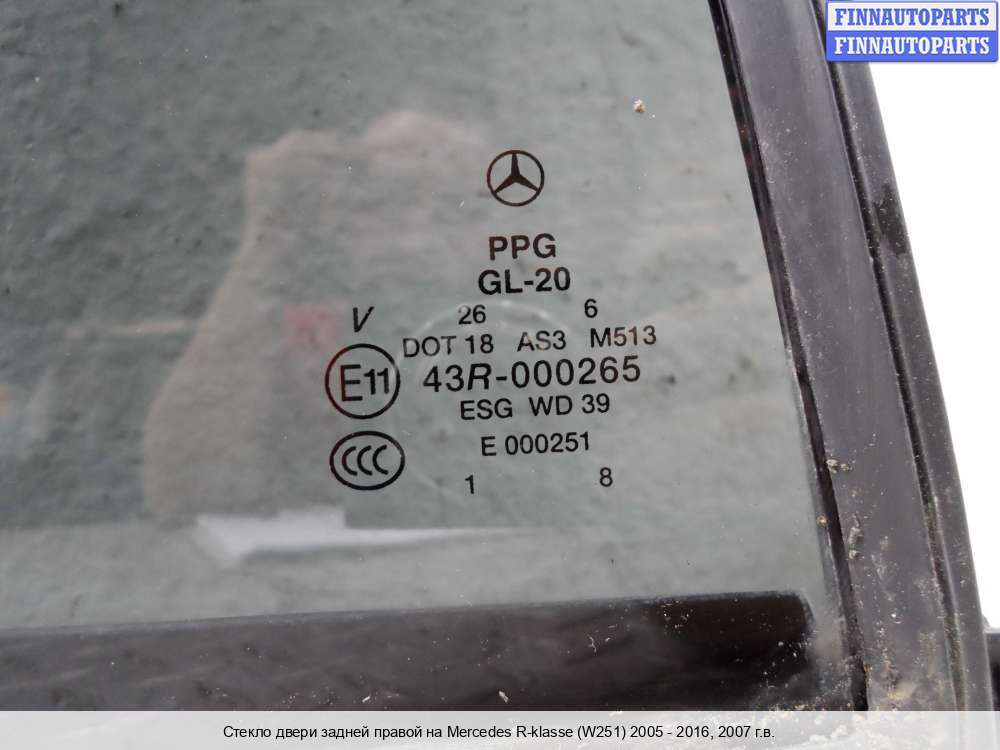 FINNAUTOPARTS
FINNAUTOPARTS
PPG
GL-20
26 6
V
DOT 18 AS3 M513
E11 43R-000265
ESG WD 39
CCC E 000251
1 8
Стекло двери задней правой на Mercedes R-klasse (W251) 2005 - 2016, 2007 г.в.